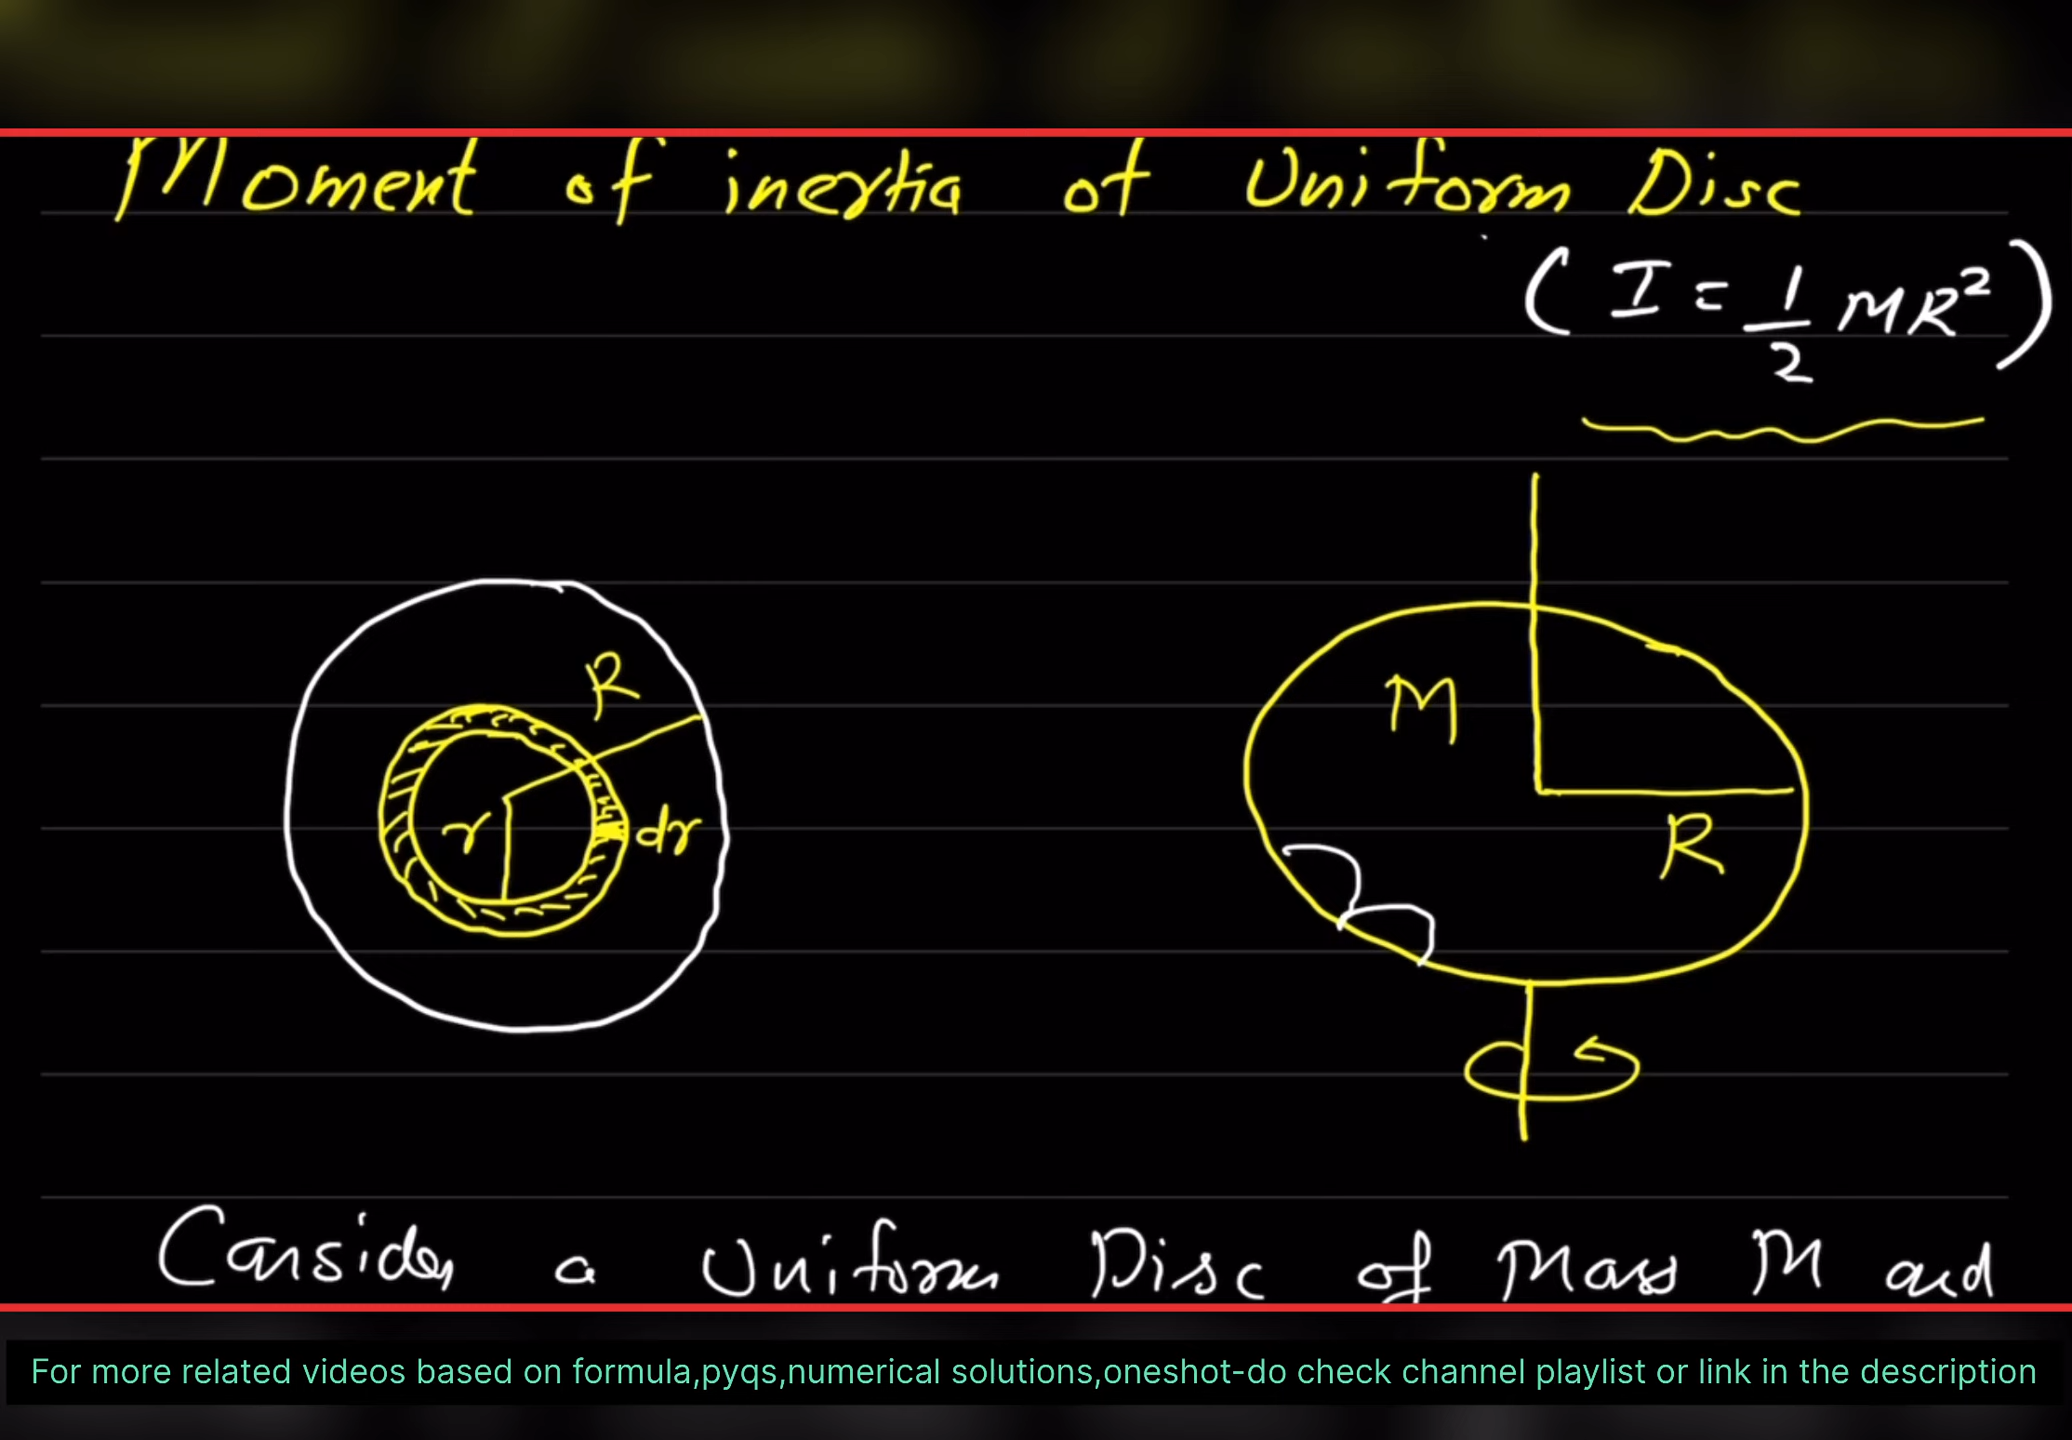 Moment of inertia of Uniform Disc
( I = 1/2 MR² )
R
r dr
M
R
Consider a Uniform Disc of Mass M and
For more related videos based on formula,pyqs,numerical solutions,oneshot-do check channel playlist or link in the description